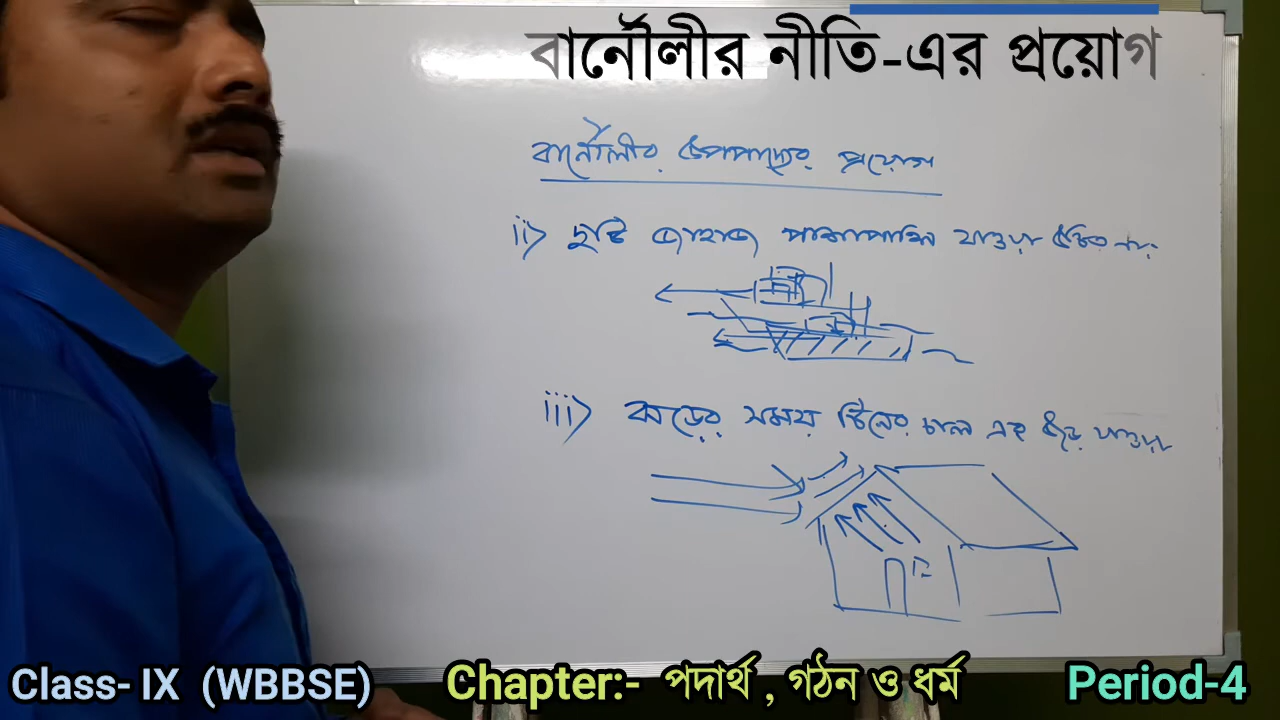 বার্নৌলীর নীতি-এর প্রয়োগ
বার্নৌলীর উপপাদ্যের প্রয়োগ
ii) দুটি জাহাজ পাশাপাশি যাওয়া উচিত নয়
iii) ঝড়ের সময় টিনের চাল এর উড়ে যাওয়া
Class- IX (WBBSE) Chapter:- পদার্থ , গঠন ও ধর্ম Period-4